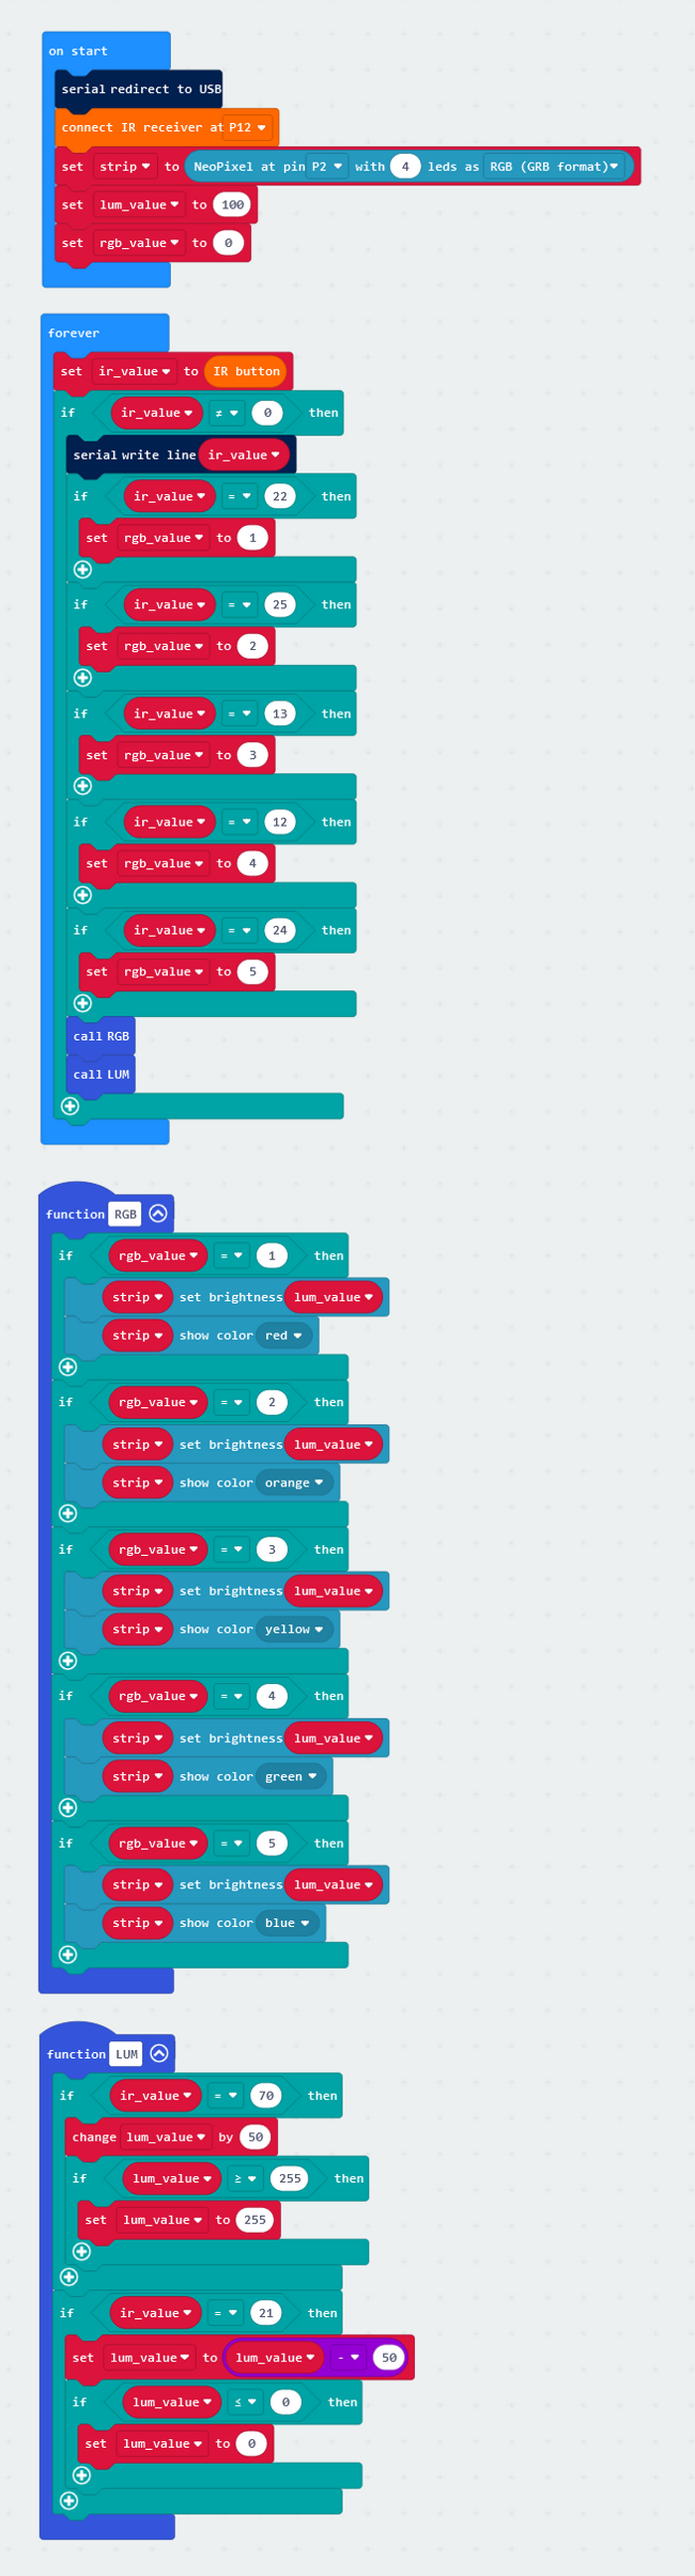 on start
serial redirect to USB
connect IR receiver at P12
set strip to NeoPixel at pin P2 with 4 leds as RGB (GRB format)
set lum_value to 100
set rgb_value to 0
forever
set ir_value to IR button
if ir_value ≠ 0 then
serial write line ir_value
if ir_value = 22 then
set rgb_value to 1
if ir_value = 25 then
set rgb_value to 2
if ir_value = 13 then
set rgb_value to 3
if ir_value = 12 then
set rgb_value to 4
if ir_value = 24 then
set rgb_value to 5
call RGB
call LUM
function RGB
if rgb_value = 1 then
strip set brightness lum_value
strip show color red
if rgb_value = 2 then
strip set brightness lum_value
strip show color orange
if rgb_value = 3 then
strip set brightness lum_value
strip show color yellow
if rgb_value = 4 then
strip set brightness lum_value
strip show color green
if rgb_value = 5 then
strip set brightness lum_value
strip show color blue
function LUM
if ir_value = 70 then
change lum_value by 50
if lum_value ≥ 255 then
set lum_value to 255
if ir_value = 21 then
set lum_value to lum_value - 50
if lum_value ≤ 0 then
set lum_value to 0